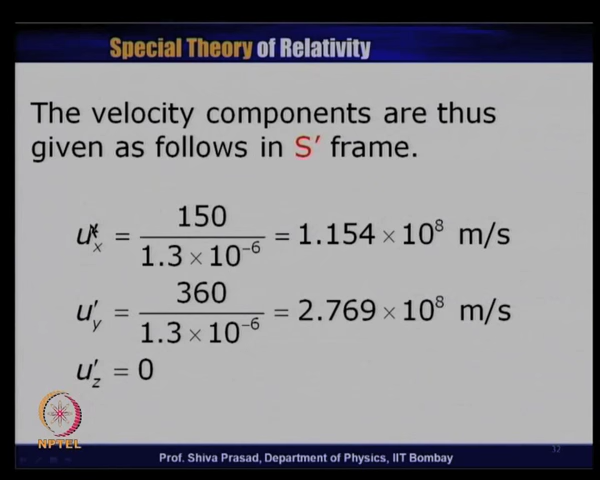 Special Theory of Relativity
The velocity components are thus
given as follows in S′ frame.
u′x = 150 / 1.3 × 10⁻⁶ = 1.154 × 10⁸ m/s
u′y = 360 / 1.3 × 10⁻⁶ = 2.769 × 10⁸ m/s
u′z = 0
NPTEL
Prof. Shiva Prasad, Department of Physics, IIT Bombay